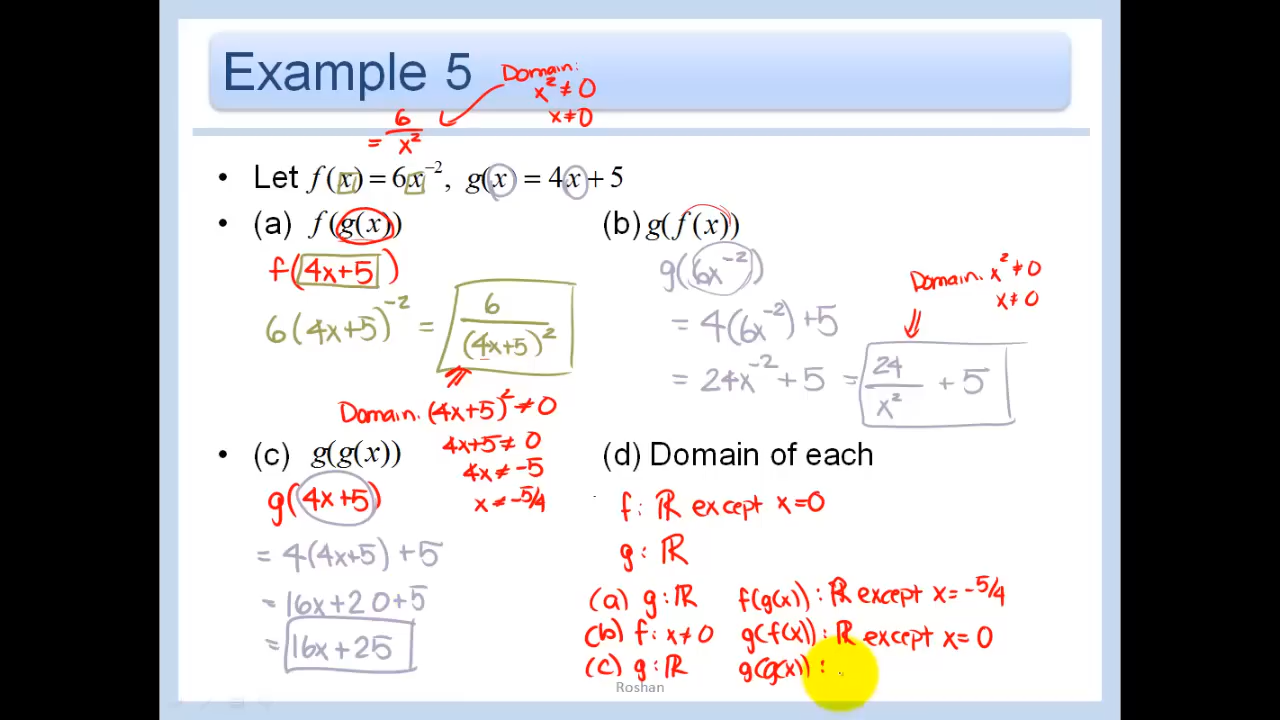 Example 5
Domain:
x² ≠ 0
x ≠ 0
= 6/x²
• Let f(x) = 6x⁻², g(x) = 4x + 5
• (a) f(g(x))
f(4x+5)
6(4x+5)⁻² = 6/(4x+5)²
Domain: (4x+5)² ≠ 0
4x+5 ≠ 0
4x ≠ -5
x ≠ -5/4
(b) g(f(x))
g(6x⁻²)
= 4(6x⁻²) + 5
= 24x⁻² + 5 = 24/x² + 5
Domain: x² ≠ 0
x ≠ 0
• (c) g(g(x))
g(4x+5)
= 4(4x+5) + 5
= 16x + 20 + 5
= 16x + 25
(d) Domain of each
f: ℝ except x = 0
g: ℝ
(a) g: ℝ f(g(x)): ℝ except x = -5/4
(b) f: x ≠ 0 g(f(x)): ℝ except x = 0
(c) g: ℝ g(g(x)):
Roshan